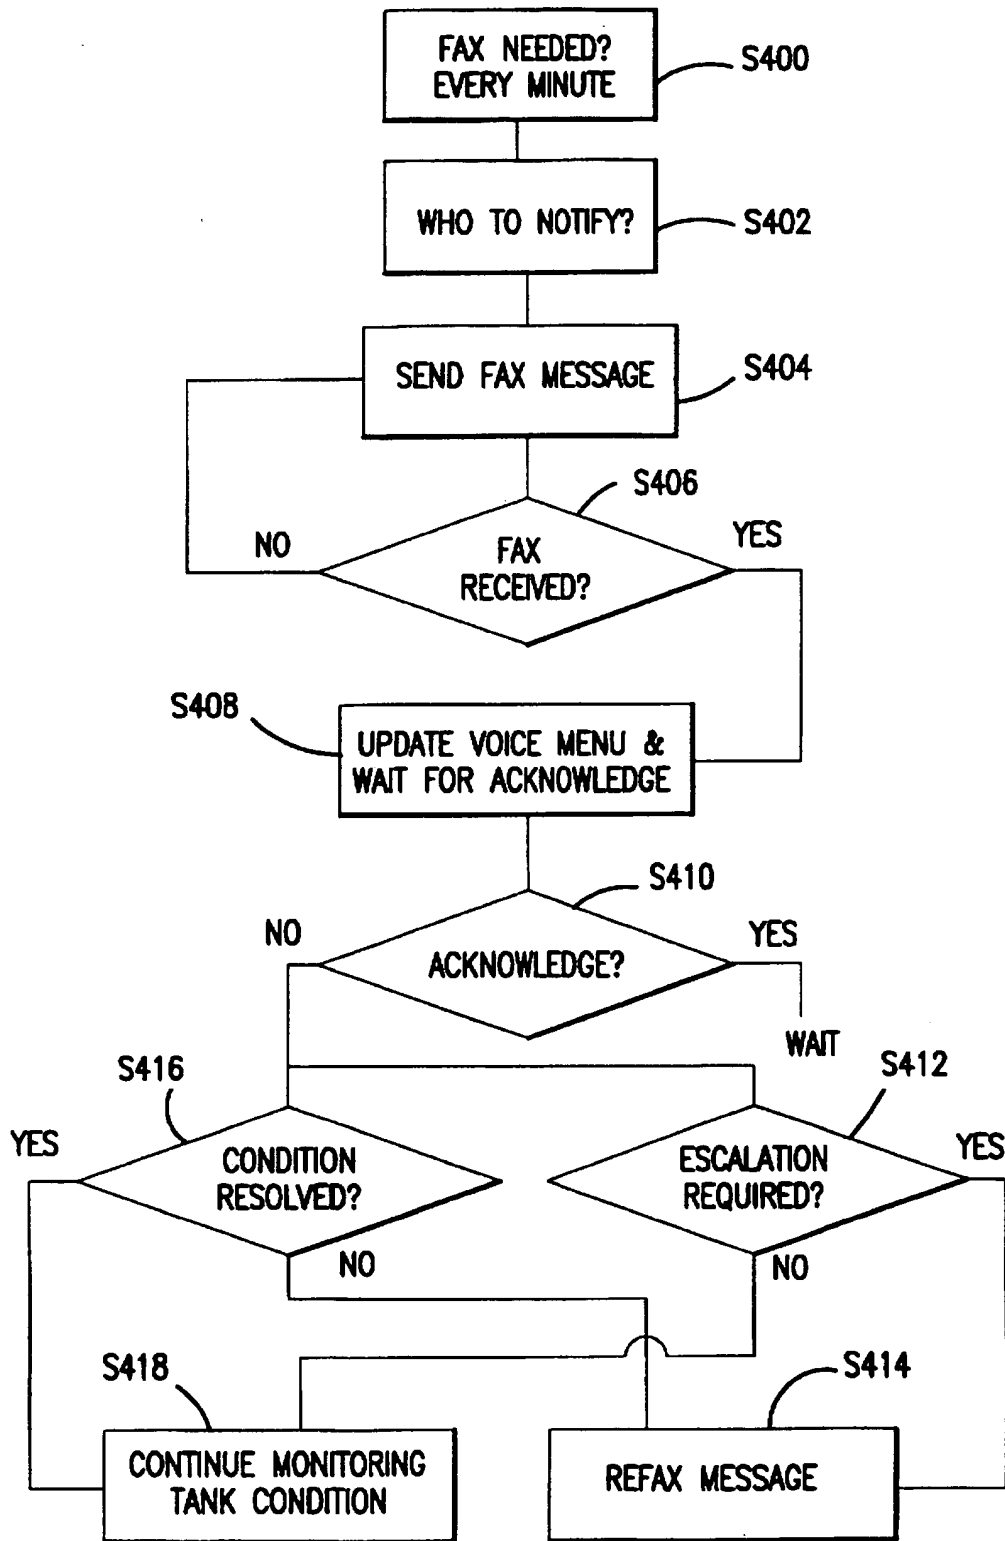 FAX NEEDED?
EVERY MINUTE
S400
WHO TO NOTIFY?
S402
SEND FAX MESSAGE
S404
S406
NO
YES
FAX
RECEIVED?
S408
UPDATE VOICE MENU &
WAIT FOR ACKNOWLEDGE
S410
NO
YES
ACKNOWLEDGE?
WAIT
S416
S412
YES
CONDITION
RESOLVED?
ESCALATION
REQUIRED?
YES
NO
NO
S418
S414
CONTINUE MONITORING
TANK CONDITION
REFAX MESSAGE